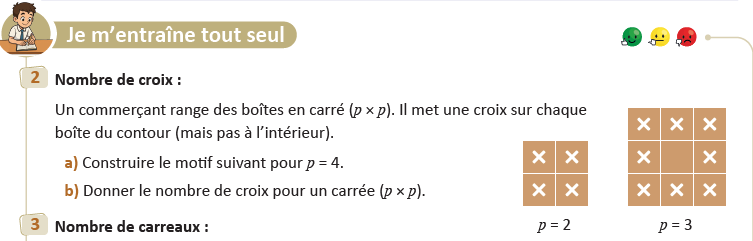 Je m'entraîne tout seul
2 Nombre de croix :
Un commerçant range des boîtes en carré (p × p). Il met une croix sur chaque
boîte du contour (mais pas à l'intérieur).
a) Construire le motif suivant pour p = 4.
b) Donner le nombre de croix pour un carrée (p × p).
p = 2
p = 3
3 Nombre de carreaux :